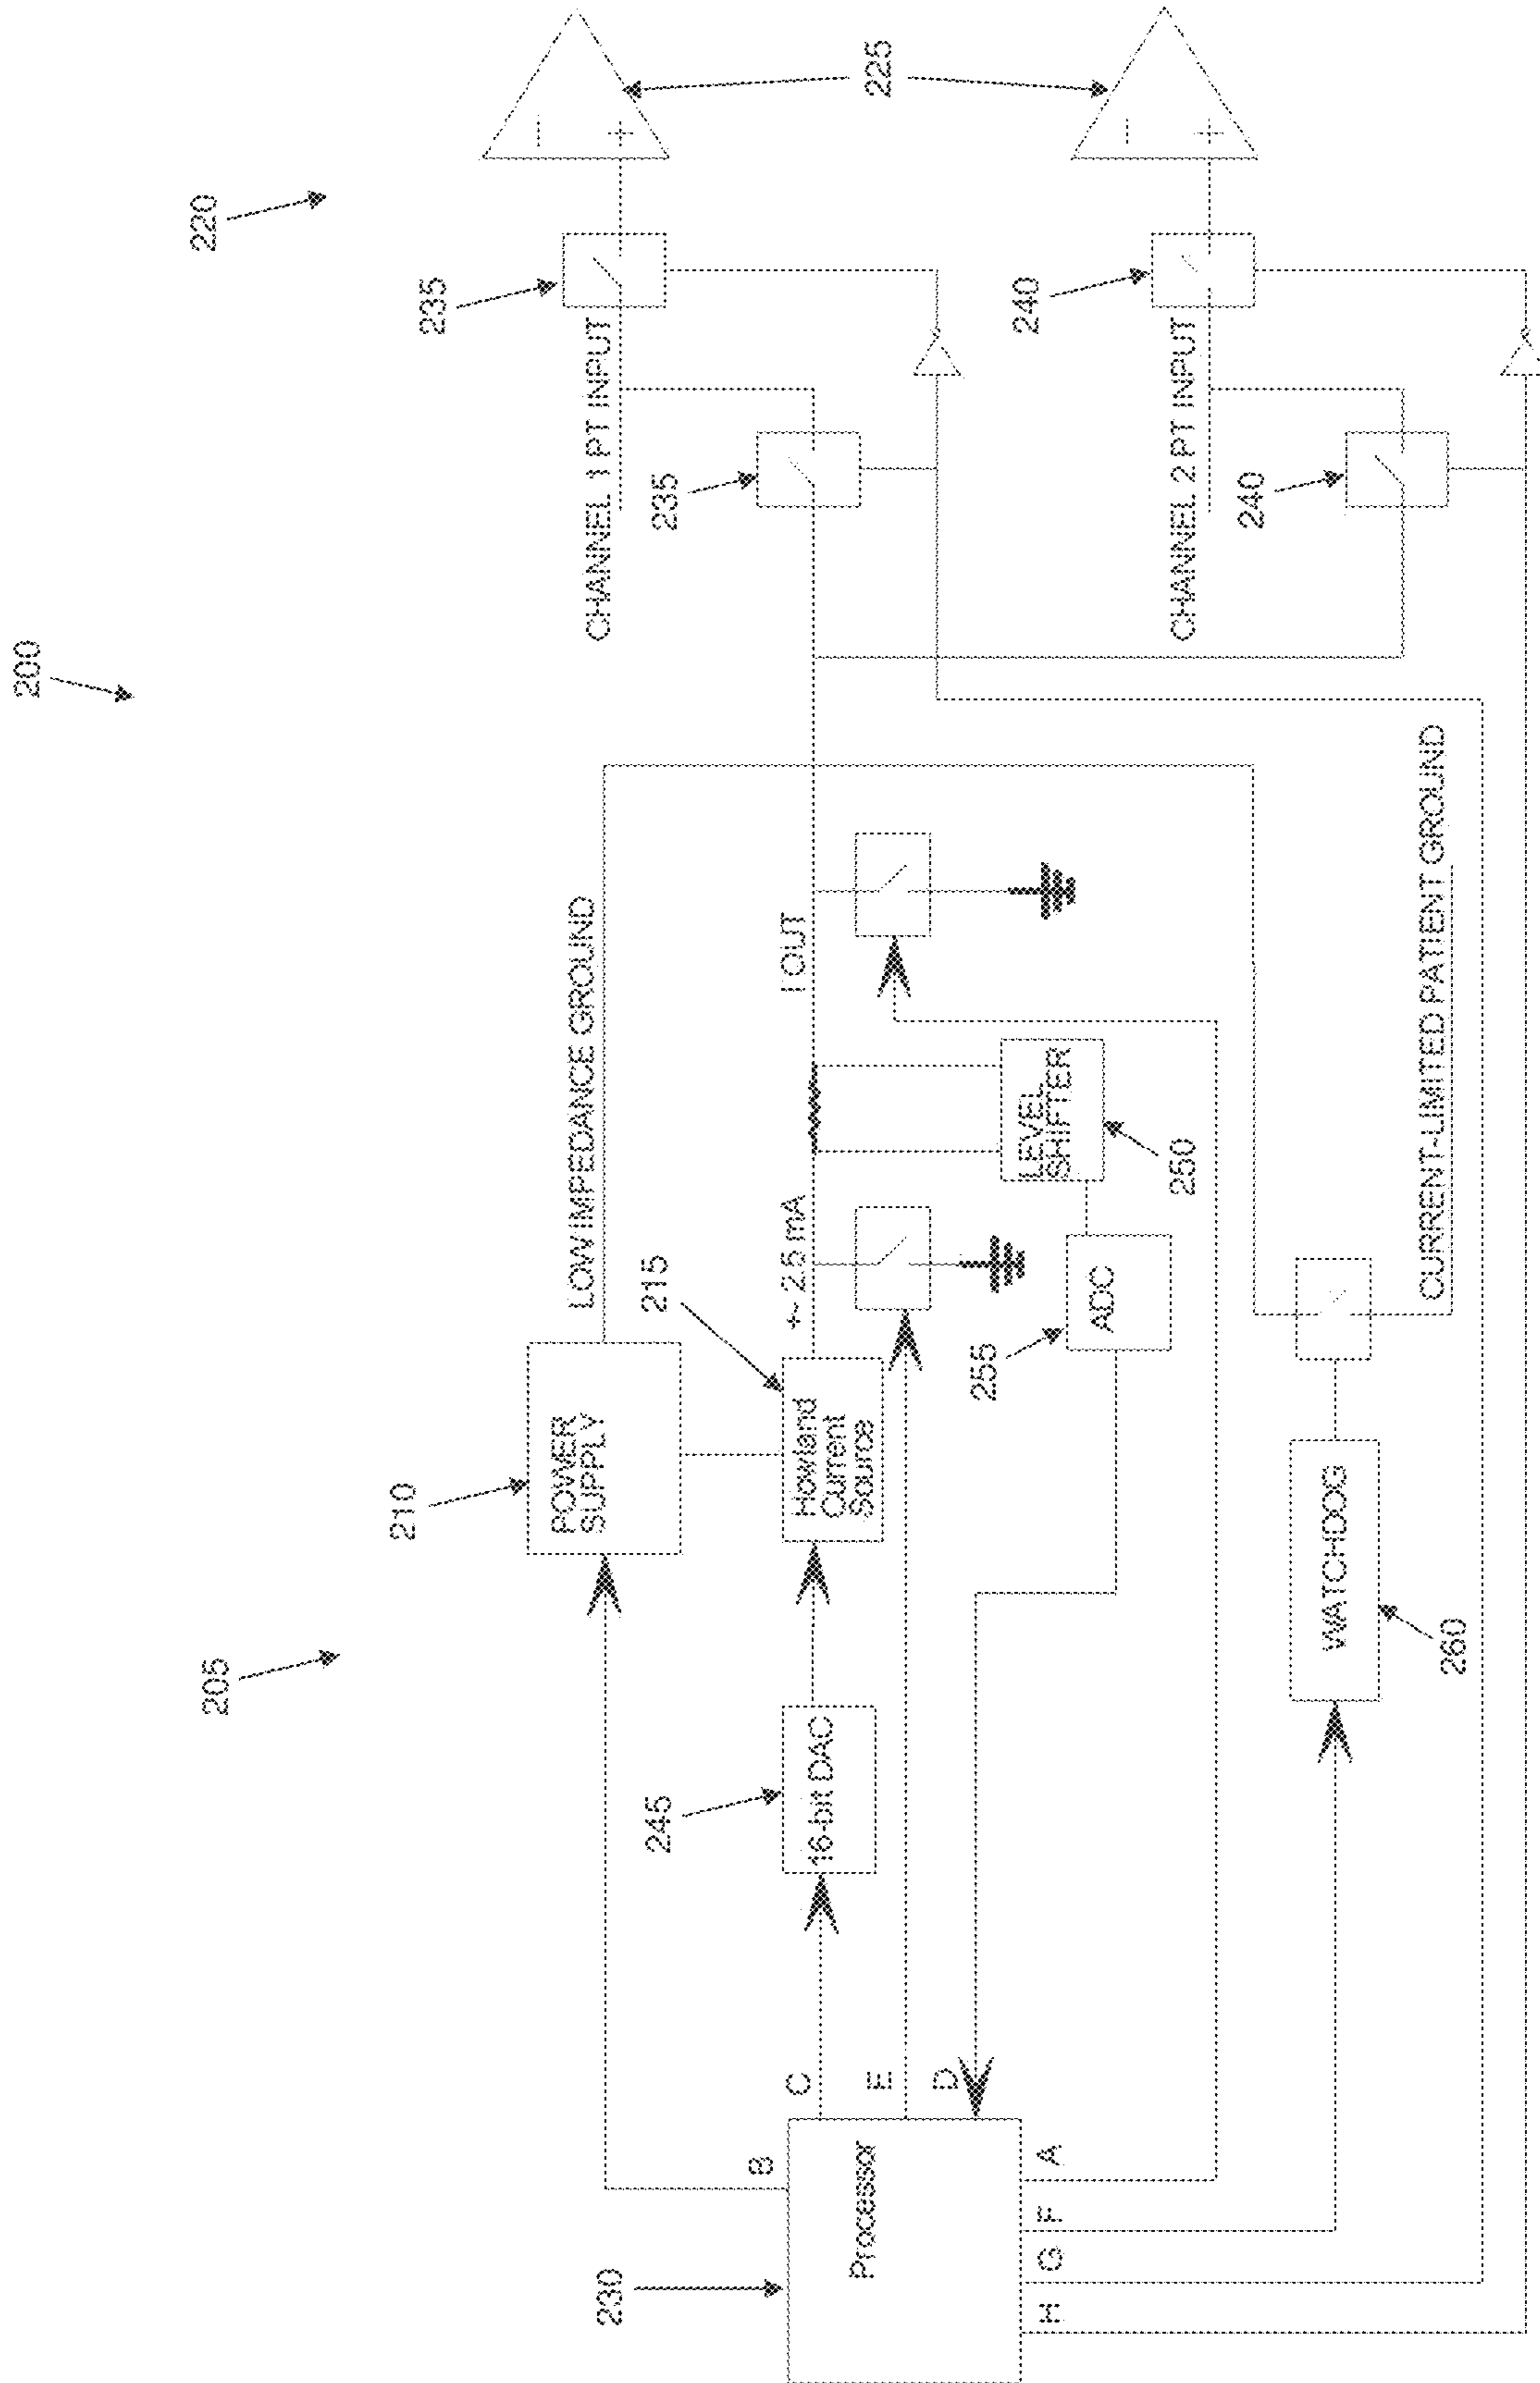 200
205
220
210
POWER
SUPPLY
LOW IMPEDANCE GROUND
235
CHANNEL 1 PT INPUT
−
+
225
230
Processor
B
C
E
D
A
F
G
H
245
16-bit DAC
215
Howland
Current
Source
+- 2.5 mA
I OUT
235
LEVEL
SHIFTER
250
255
ADC
240
CHANNEL 2 PT INPUT
−
+
240
WATCHDOG
260
CURRENT-LIMITED PATIENT GROUND